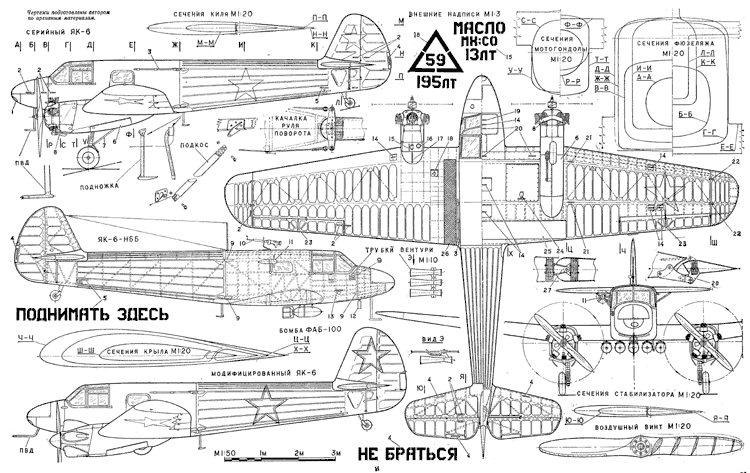 Чертежи подготовлены автором
по архивным материалам.
СЕРИЙНЫЙ ЯК-6
А Б В Г Д Е Ж И К Л М Н П
СЕЧЕНИЯ КИЛЯ М1:20
П-П
Н-Н
М-М
ВНЕШНИЕ НАДПИСИ М1:3
59
195ЛТ
МАСЛО
МК:СО
13ЛТ
С-С
Ф-Ф
СЕЧЕНИЯ
МОТОГОНДОЛЫ
М1:20
У-У
Р-Р
Т-Т
Д-Д
Ж-Ж
В-В
СЕЧЕНИЯ ФЮЗЕЛЯЖА
М1:20
Л-Л
К-К
И-И
А-А
Б-Б
Г-Г
Е-Е
ПВД
ПОДНОЖКА
ПОДКОС
КАЧАЛКА
РУЛЯ
ПОВОРОТА
ЯК-6-НББ
ТРУБКИ ВЕНТУРИ
М1:10
ПОДНИМАТЬ ЗДЕСЬ
БОМБА ФАБ-100
Ч-Ч
Ш-Ш
СЕЧЕНИЯ КРЫЛА М1:20
Ц-Ц
Х-Х
ВИД Э
МОДИФИЦИРОВАННЫЙ ЯК-6
ПВД
М1:50 1м 2м 3м
НЕ БРАТЬСЯ
СЕЧЕНИЯ СТАБИЛИЗАТОРА М1:20
Ю-Ю
Я-Я
ВОЗДУШНЫЙ ВИНТ М1:20